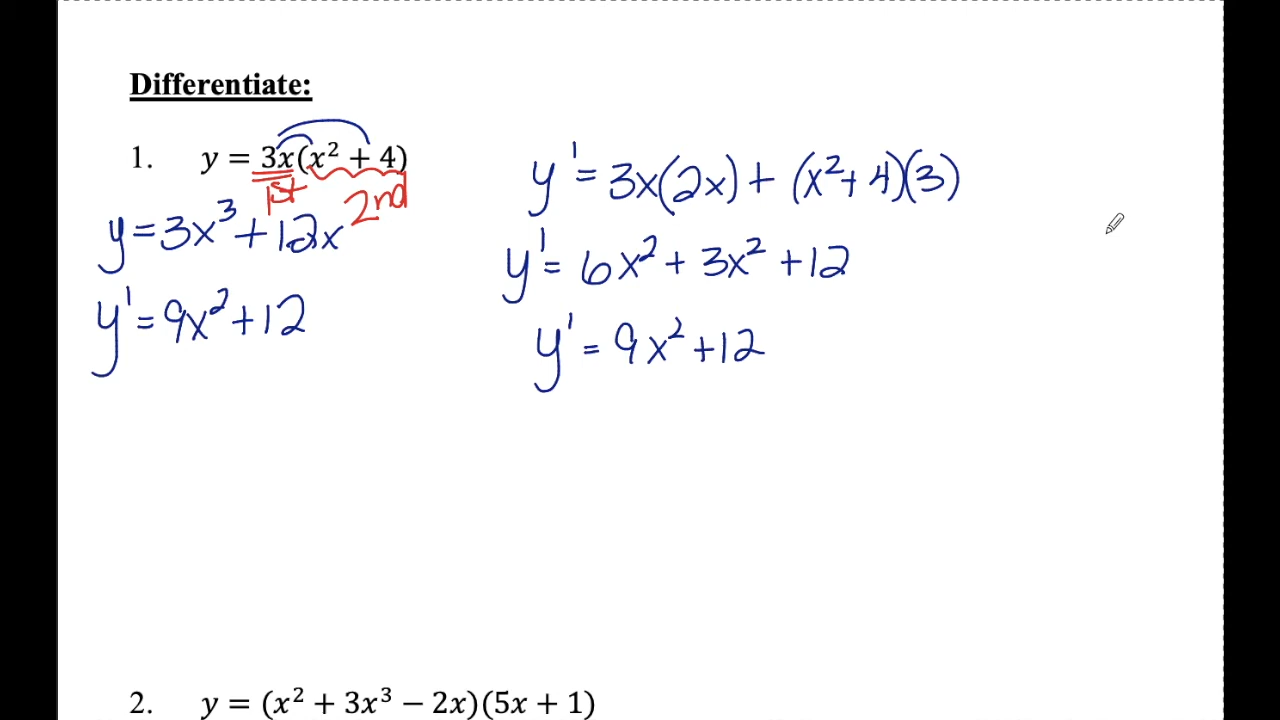 Differentiate:
1. y = 3x(x² + 4)
1st
2nd
y = 3x³ + 12x
y' = 9x² + 12
y' = 3x(2x) + (x² + 4)(3)
y' = 6x² + 3x² + 12
y' = 9x² + 12
2. y = (x² + 3x³ − 2x)(5x + 1)